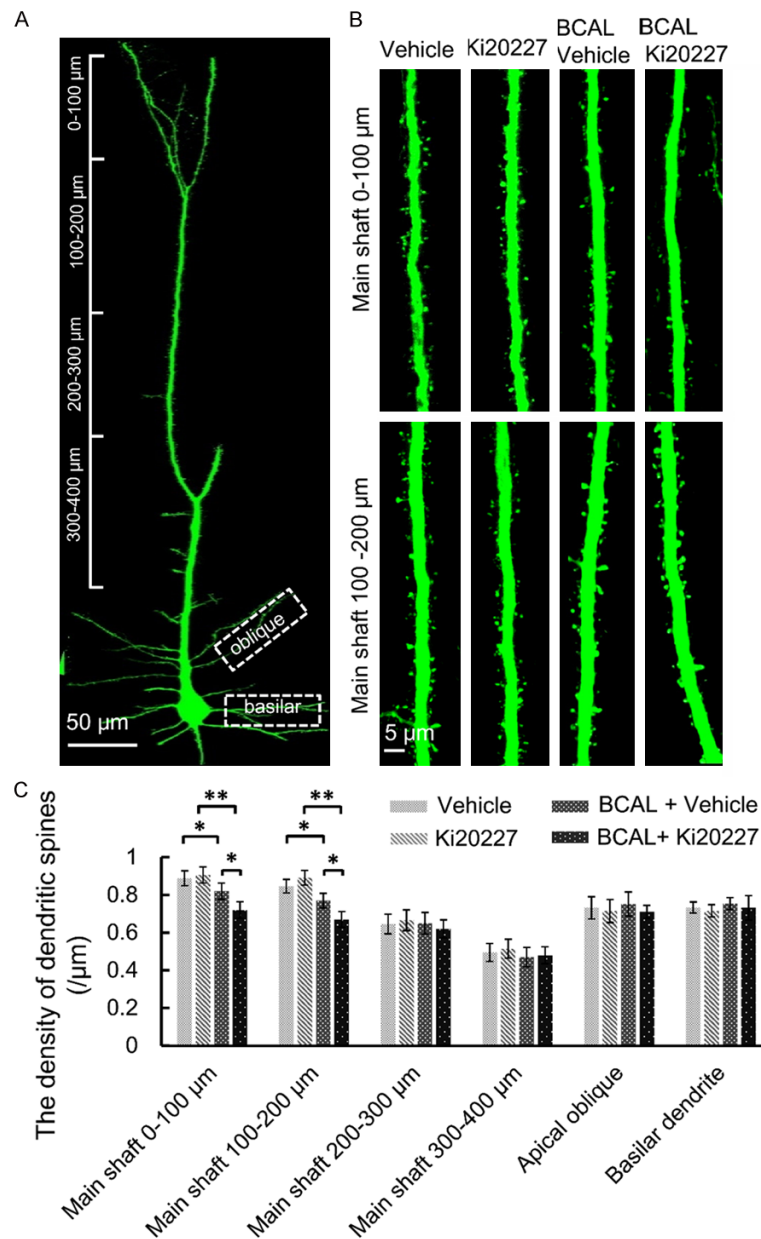 A
0-100 µm
100-200 µm
200-300 µm
300-400 µm
oblique
basilar
50 µm
B
Vehicle
Ki20227
BCAL
Vehicle
BCAL
Ki20227
Main shaft 0-100 µm
Main shaft 100 -200 µm
5 µm
C
The density of dendritic spines
(/µm)
** **
* *
* *
Vehicle
BCAL + Vehicle
Ki20227
BCAL+ Ki20227
1
0.8
0.6
0.4
0.2
0
Main shaft 0-100 µm
Main shaft 100-200 µm
Main shaft 200-300 µm
Main shaft 300-400 µm
Apical oblique
Basilar dendrite